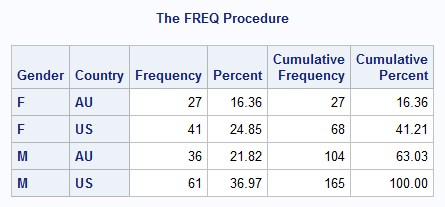 The FREQ Procedure
Gender Country Frequency Percent Cumulative Frequency Cumulative Percent
F AU 27 16.36 27 16.36
F US 41 24.85 68 41.21
M AU 36 21.82 104 63.03
M US 61 36.97 165 100.00